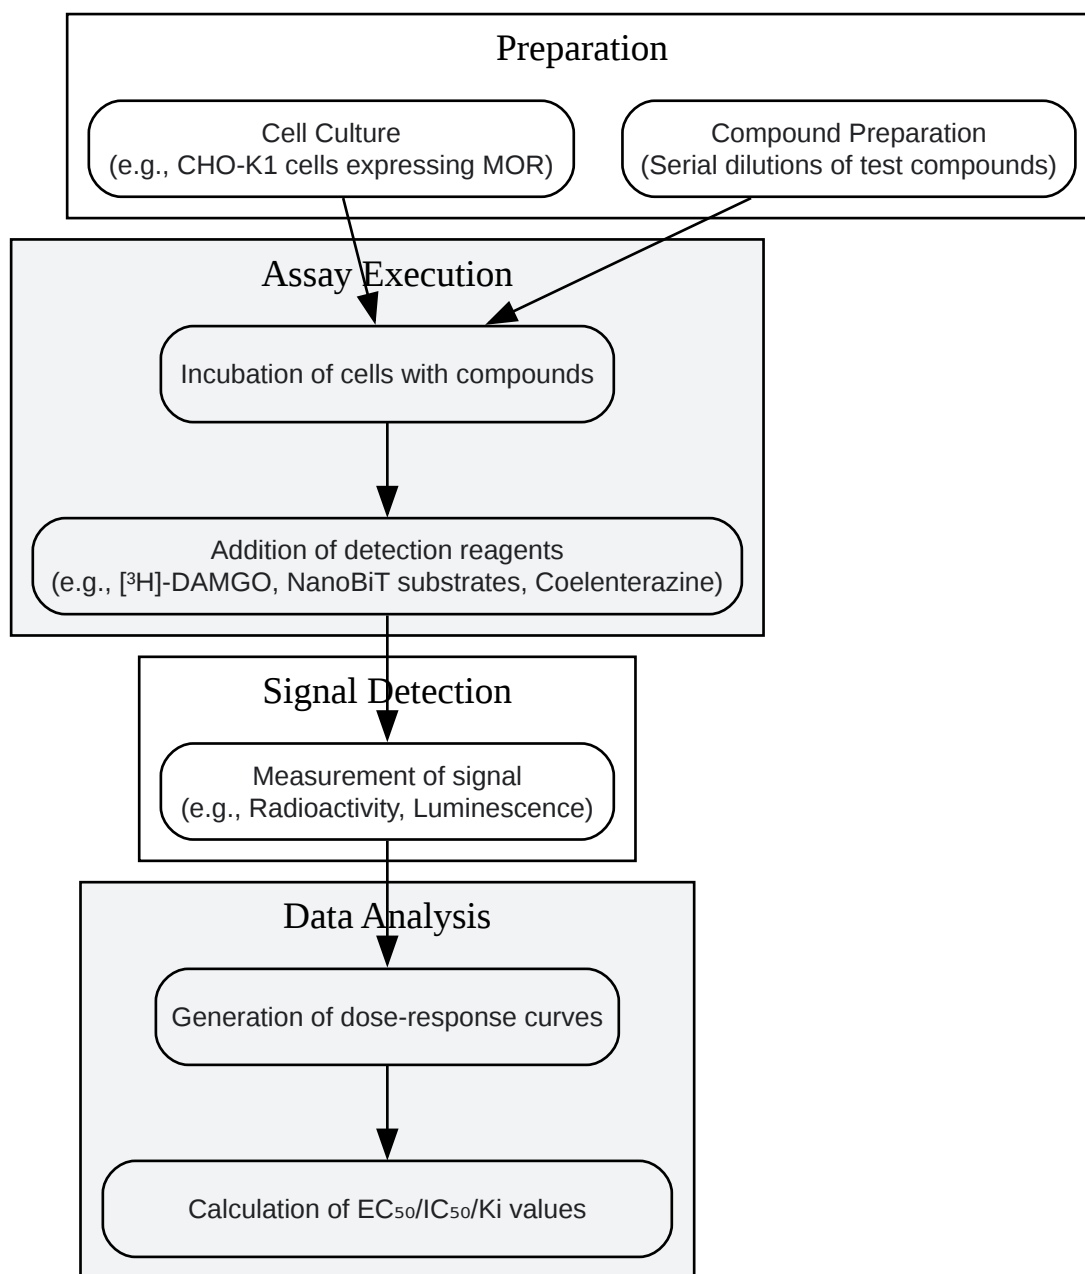 Preparation
Cell Culture
(e.g., CHO-K1 cells expressing MOR)
Compound Preparation
(Serial dilutions of test compounds)
Assay Execution
Incubation of cells with compounds
Addition of detection reagents
(e.g., [³H]-DAMGO, NanoBiT substrates, Coelenterazine)
Signal Detection
Measurement of signal
(e.g., Radioactivity, Luminescence)
Data Analysis
Generation of dose-response curves
Calculation of EC₅₀/IC₅₀/Ki values